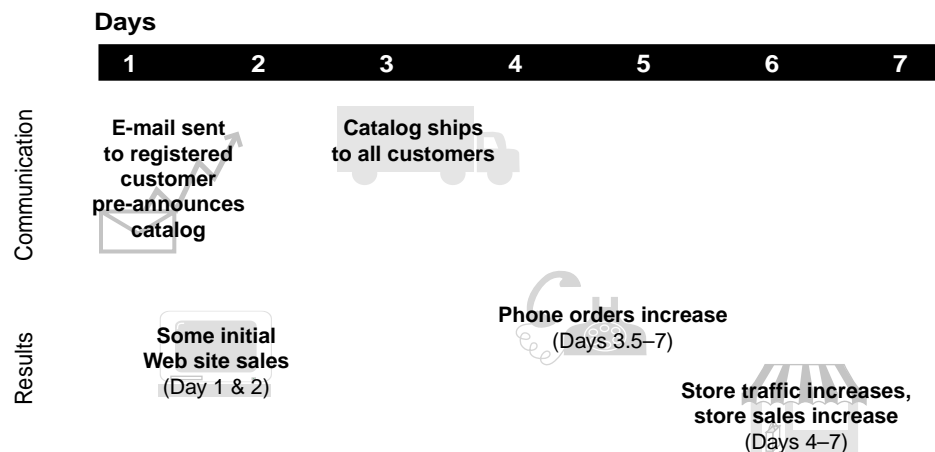 Days
1 2 3 4 5 6 7
Communication
E-mail sent
to registered
customer
pre-announces
catalog
Catalog ships
to all customers
Results
Some initial
Web site sales
(Day 1 & 2)
Phone orders increase
(Days 3.5–7)
Store traffic increases,
store sales increase
(Days 4–7)